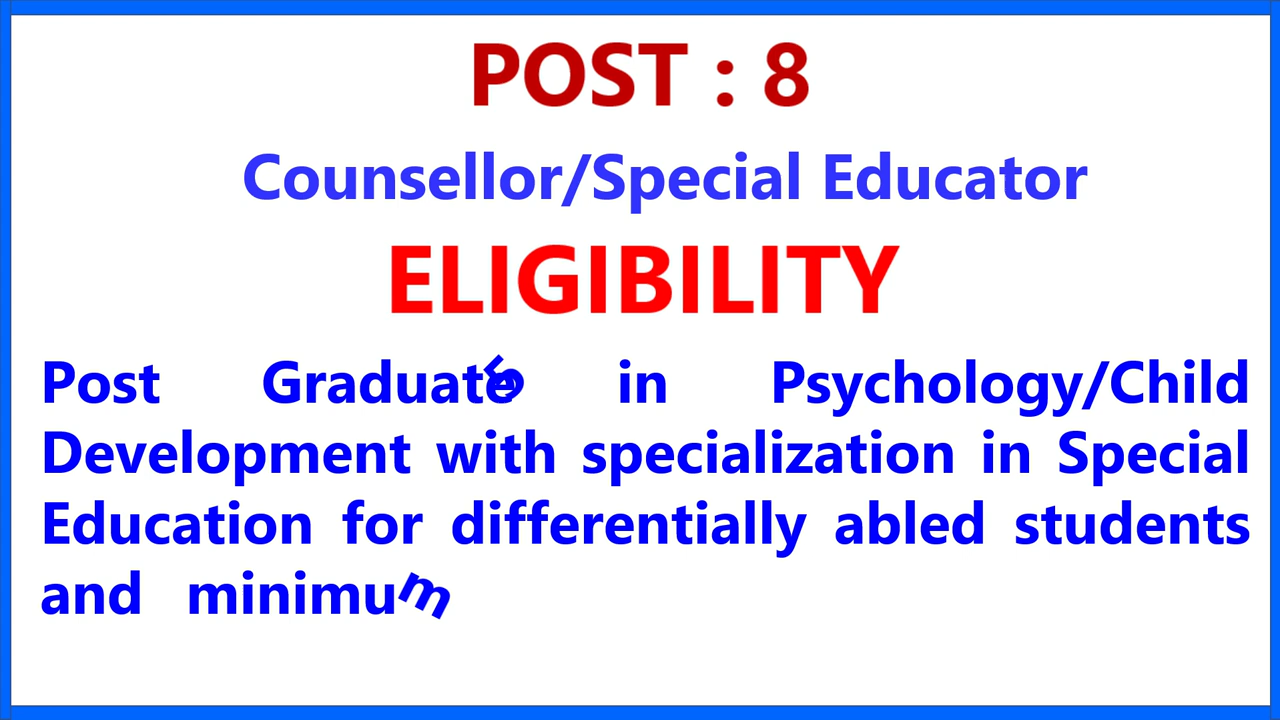 POST : 8
Counsellor/Special Educator
ELIGIBILITY
Post Graduate in Psychology/Child
Development with specialization in Special
Education for differentially abled students
and minimum